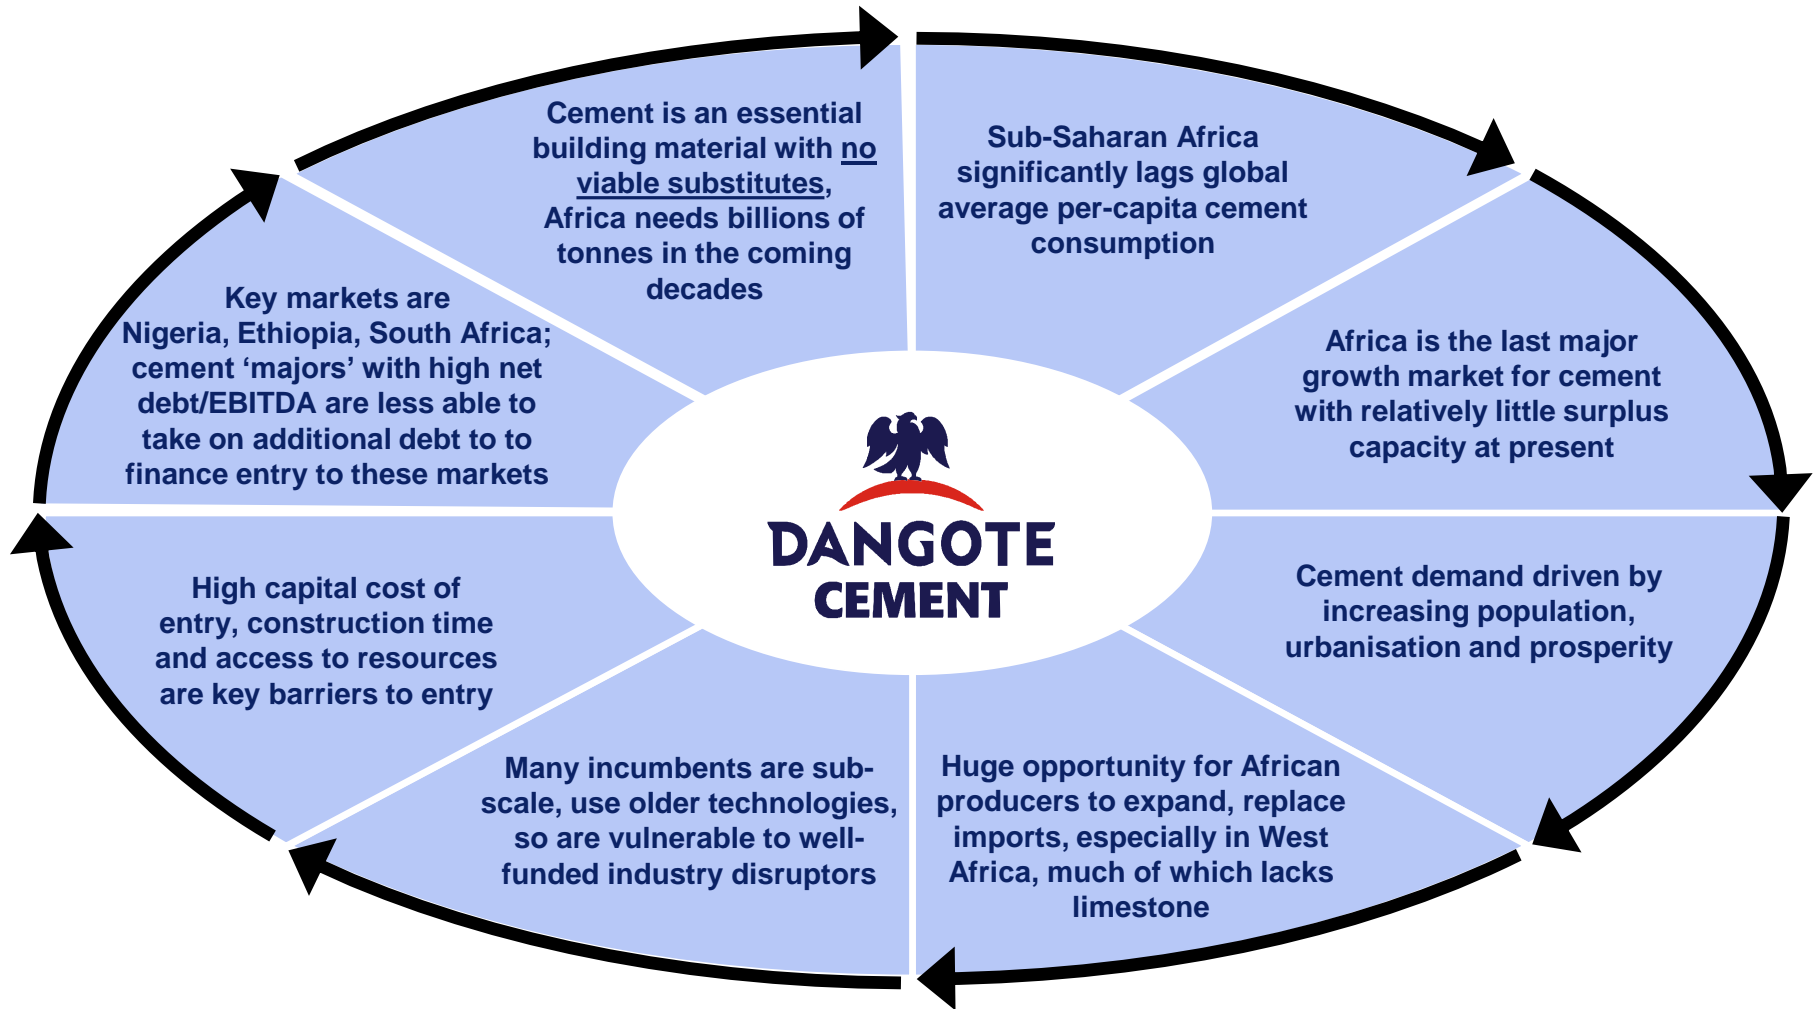 Cement is an essential
building material with no
viable substitutes,
Africa needs billions of
tonnes in the coming
decades
Sub-Saharan Africa
significantly lags global
average per-capita cement
consumption
Africa is the last major
growth market for cement
with relatively little surplus
capacity at present
Cement demand driven by
increasing population,
urbanisation and prosperity
Huge opportunity for African
producers to expand, replace
imports, especially in West
Africa, much of which lacks
limestone
Many incumbents are sub-
scale, use older technologies,
so are vulnerable to well-
funded industry disruptors
High capital cost of
entry, construction time
and access to resources
are key barriers to entry
Key markets are
Nigeria, Ethiopia, South Africa;
cement ‘majors’ with high net
debt/EBITDA are less able to
take on additional debt to to
finance entry to these markets
DANGOTE
CEMENT